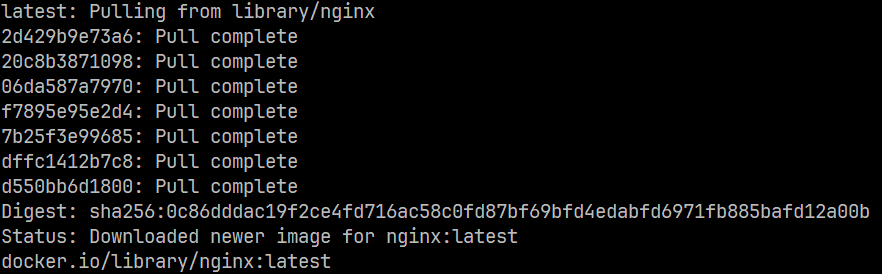 latest: Pulling from library/nginx
2d429b9e73a6: Pull complete
20c8b3871098: Pull complete
06da587a7970: Pull complete
f7895e95e2d4: Pull complete
7b25f3e99685: Pull complete
dffc1412b7c8: Pull complete
d550bb6d1800: Pull complete
Digest: sha256:0c86dddac19f2ce4fd716ac58c0fd87bf69bfd4edabfd6971fb885bafd12a00b
Status: Downloaded newer image for nginx:latest
docker.io/library/nginx:latest